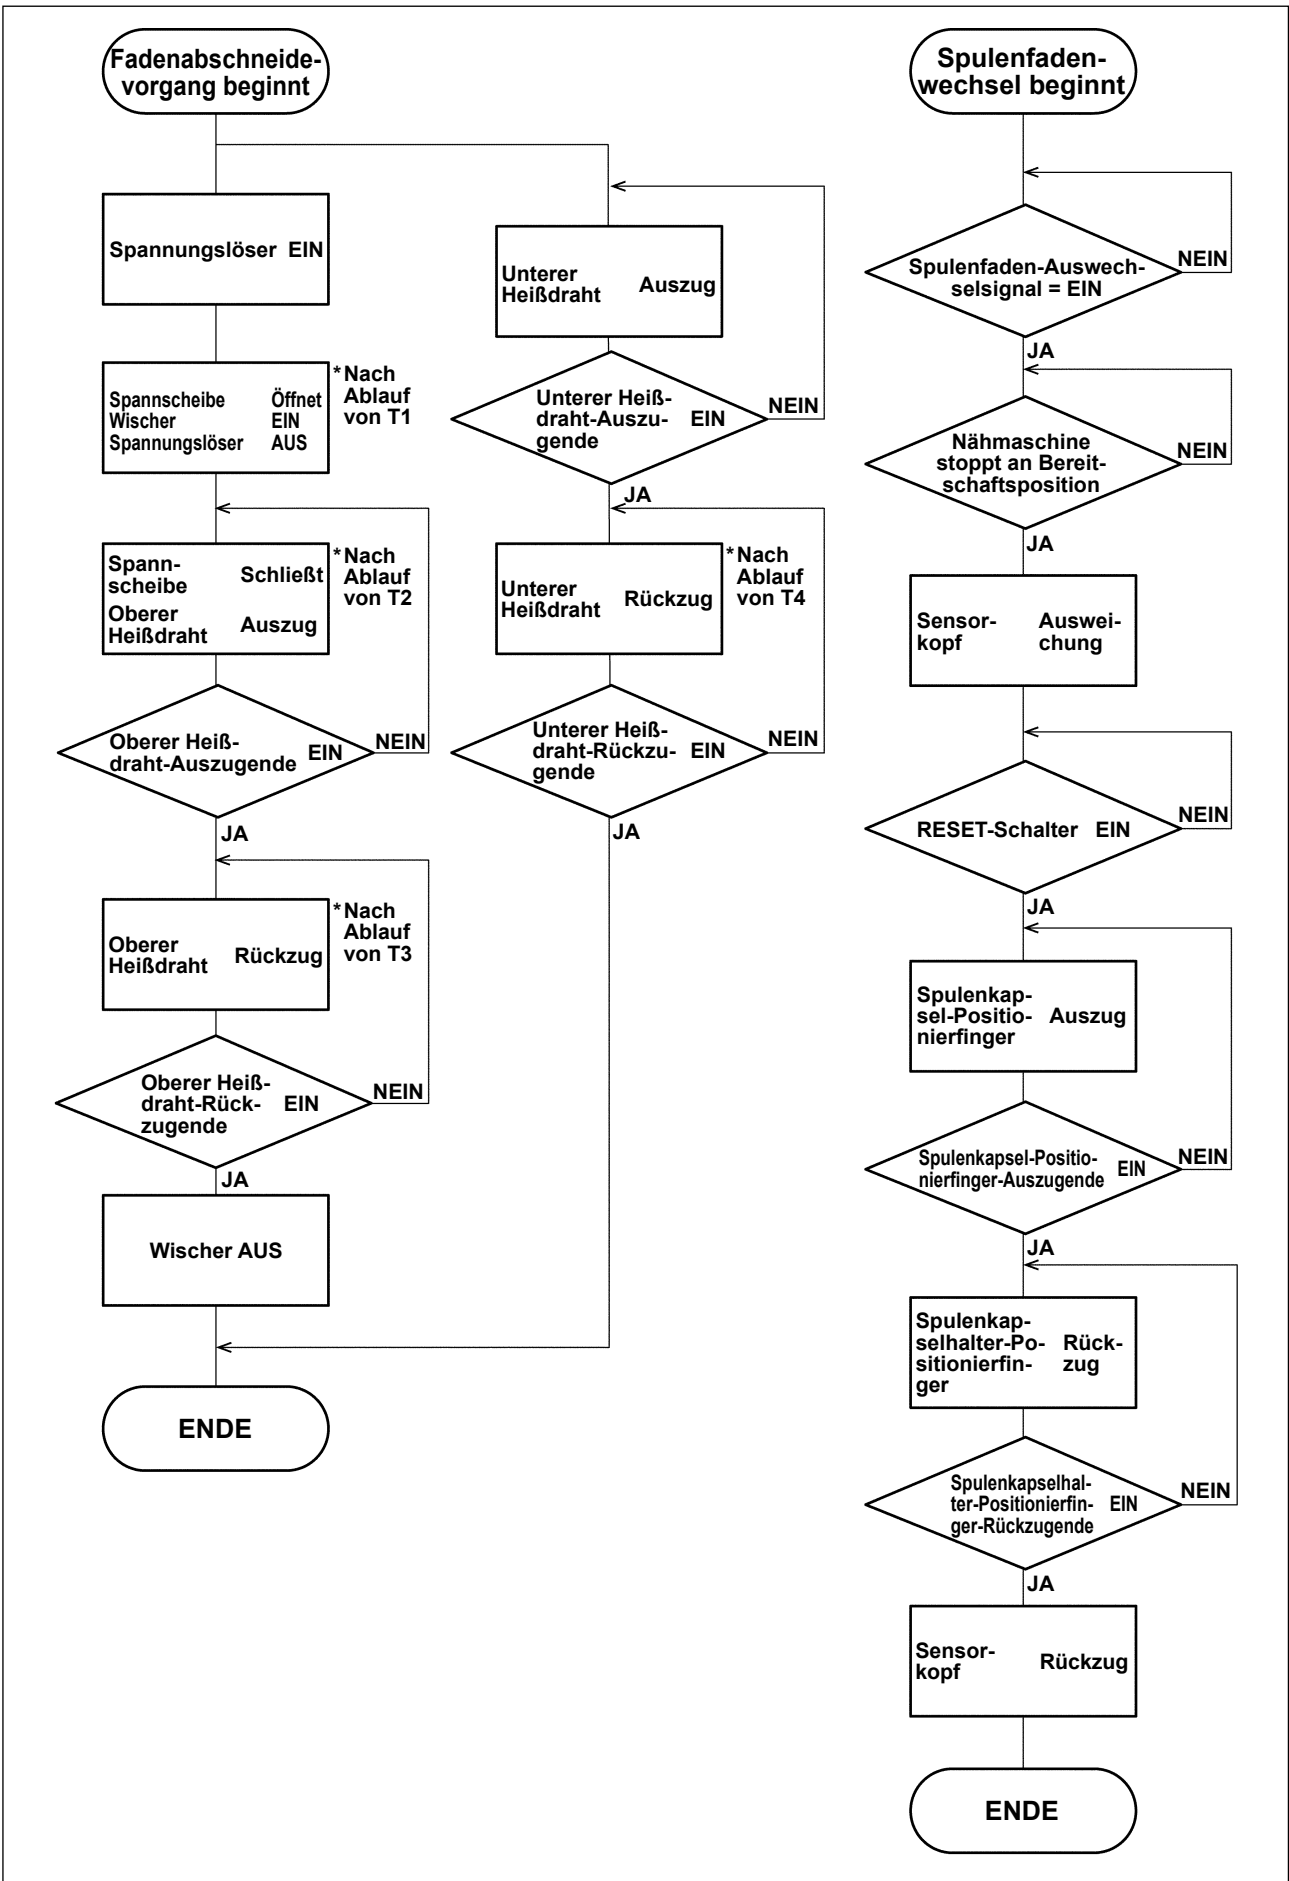 Fadenabschneide-
vorgang beginnt
Spannungslöser EIN
Spannscheibe Öffnet
Wischer EIN
Spannungslöser AUS
*Nach
Ablauf
von T1
Spann-
scheibe Schließt
Oberer
Heißdraht Auszug
*Nach
Ablauf
von T2
Oberer Heiß-
draht-Auszugende EIN
NEIN
JA
Oberer
Heißdraht Rückzug
*Nach
Ablauf
von T3
Oberer Heiß-
draht-Rück-
zugende EIN
NEIN
JA
Wischer AUS
ENDE
Unterer
Heißdraht Auszug
Unterer Heiß-
draht-Auszu-
gende EIN
NEIN
JA
Unterer
Heißdraht Rückzug
*Nach
Ablauf
von T4
Unterer Heiß-
draht-Rückzu-
gende EIN
NEIN
JA
Spulenfaden-
wechsel beginnt
Spulenfaden-Auswech-
selsignal = EIN
NEIN
JA
Nähmaschine
stoppt an Bereit-
schaftsposition
NEIN
JA
Sensor-
kopf
Auswei-
chung
RESET-Schalter EIN
NEIN
JA
Spulenkap-
sel-Positio-
nierfinger
Auszug
Spulenkapsel-Positio-
nierfinger-Auszugende
EIN
NEIN
JA
Spulenkap-
selhalter-Po-
sitionierfin-
ger
Rück-
zug
Spulenkapselhal-
ter-Positionierfin-
ger-Rückzugende
EIN
NEIN
JA
Sensor-
kopf
Rückzug
ENDE